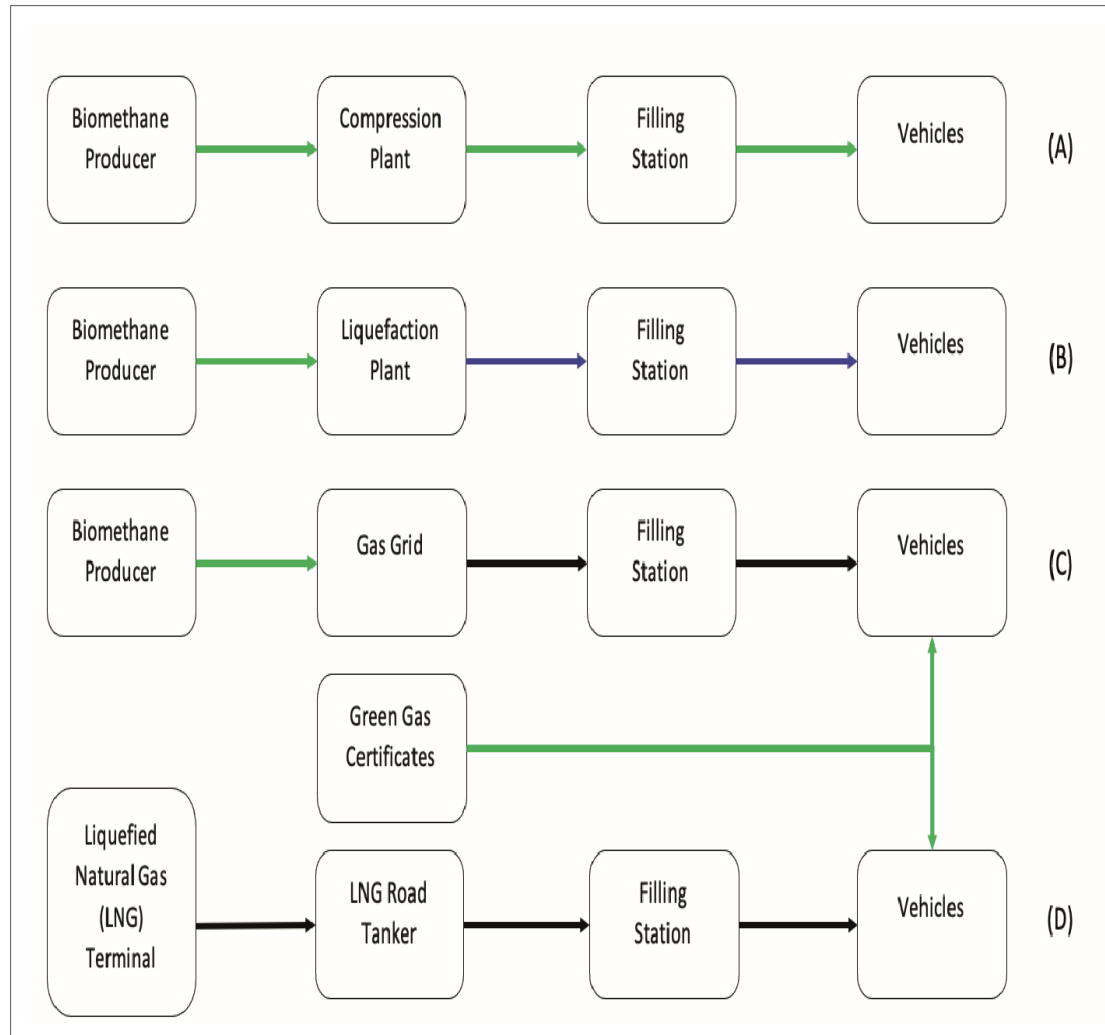 Biomethane
Producer
Compression
Plant
Filling
Station
Vehicles
(A)
Biomethane
Producer
Liquefaction
Plant
Filling
Station
Vehicles
(B)
Biomethane
Producer
Gas Grid
Filling
Station
Vehicles
(C)
Green Gas
Certificates
Liquefied
Natural Gas
(LNG)
Terminal
LNG Road
Tanker
Filling
Station
Vehicles
(D)